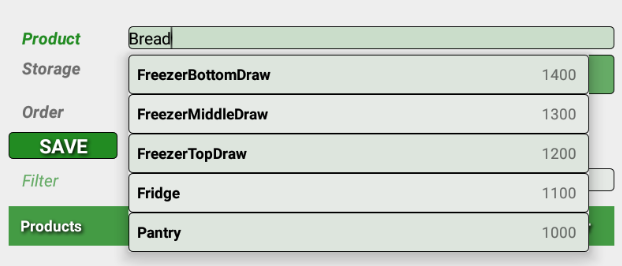 Product Bread
Storage
FreezerBottomDraw 1400
Order
FreezerMiddleDraw 1300
SAVE
FreezerTopDraw 1200
Filter
Fridge 1100
Products
Pantry 1000